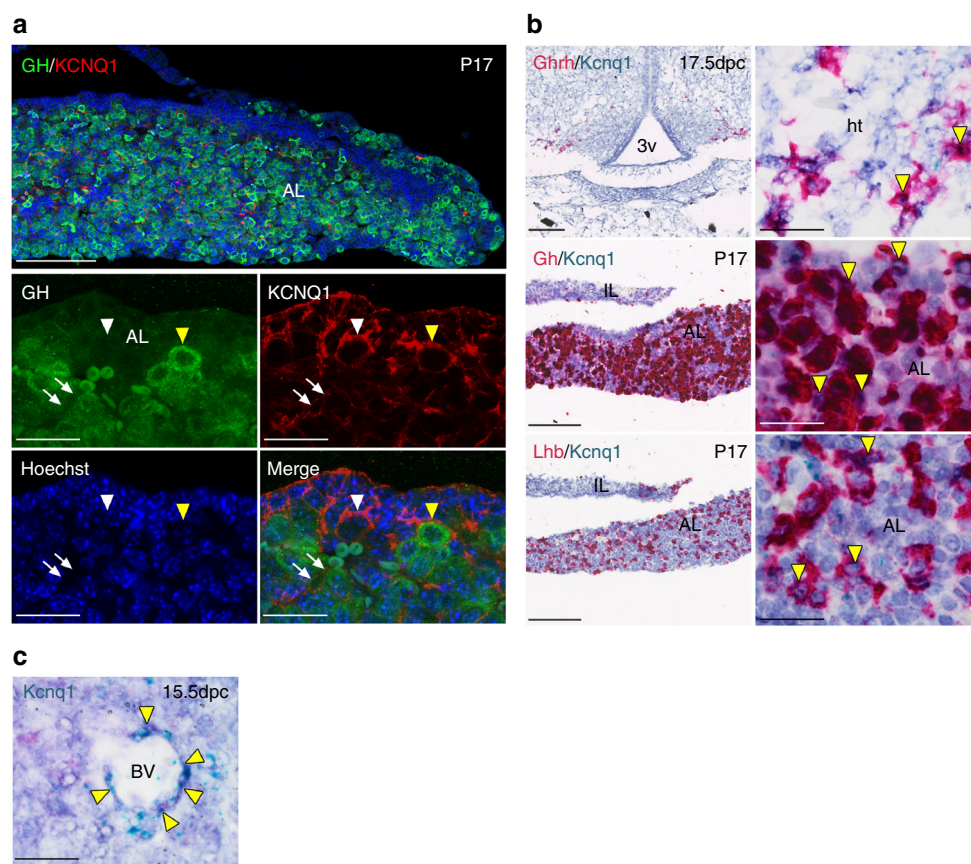 a
GH/KCNQ1 P17
AL
GH
AL
KCNQ1
Hoechst
Merge
b
Ghrh/Kcnq1 17.5dpc
3v
ht
Gh/Kcnq1 P17
IL
AL
AL
Lhb/Kcnq1 P17
IL
AL
AL
c
Kcnq1 15.5dpc
BV